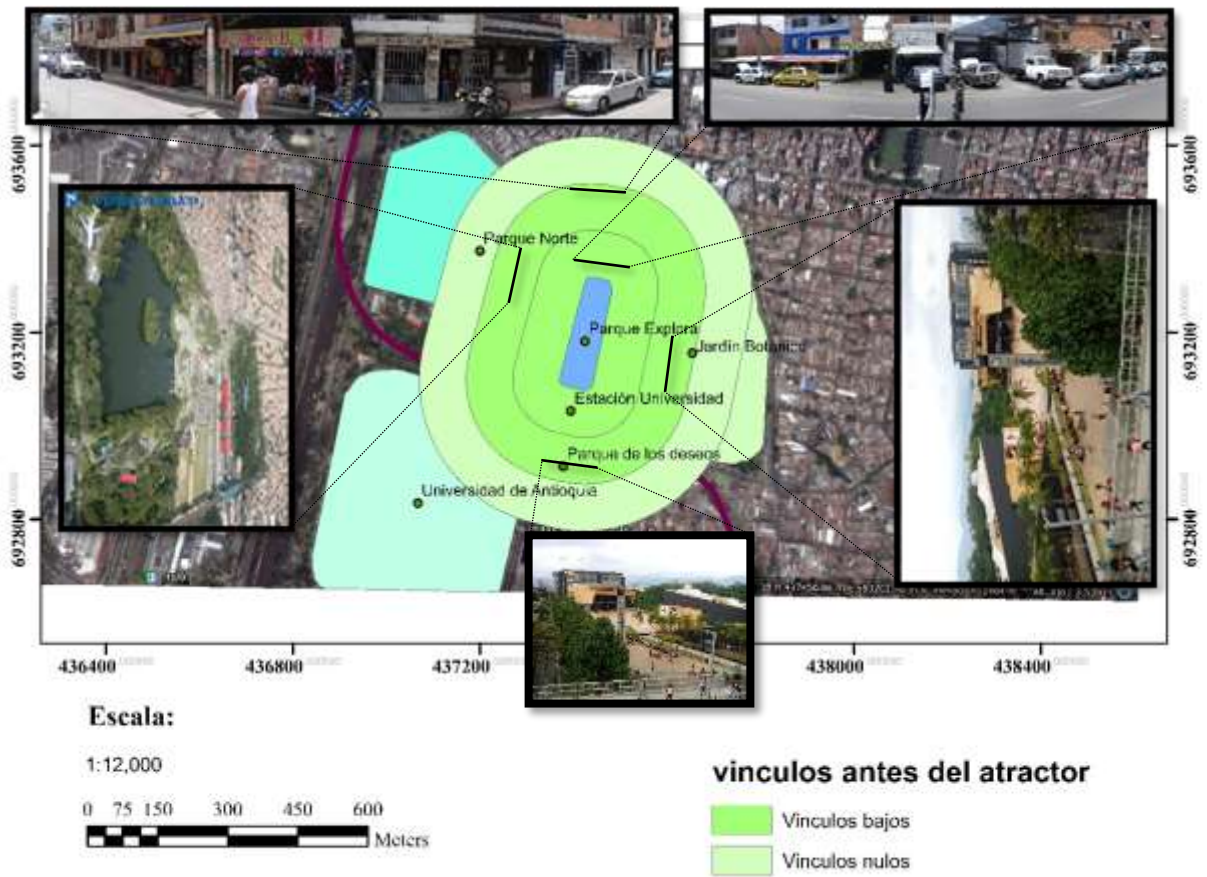 693600
693600
Parque Norte
693200
693200
Parque Explora
Jardin Botanico
Estación Universidad
Parque de los deseos
Universidad de Antioquia
692800
692800
436400
436800
437200
438000
438400
Escala:
1:12,000
0 75 150 300 450 600
Meters
vinculos antes del atractor
Vinculos bajos
Vinculos nulos